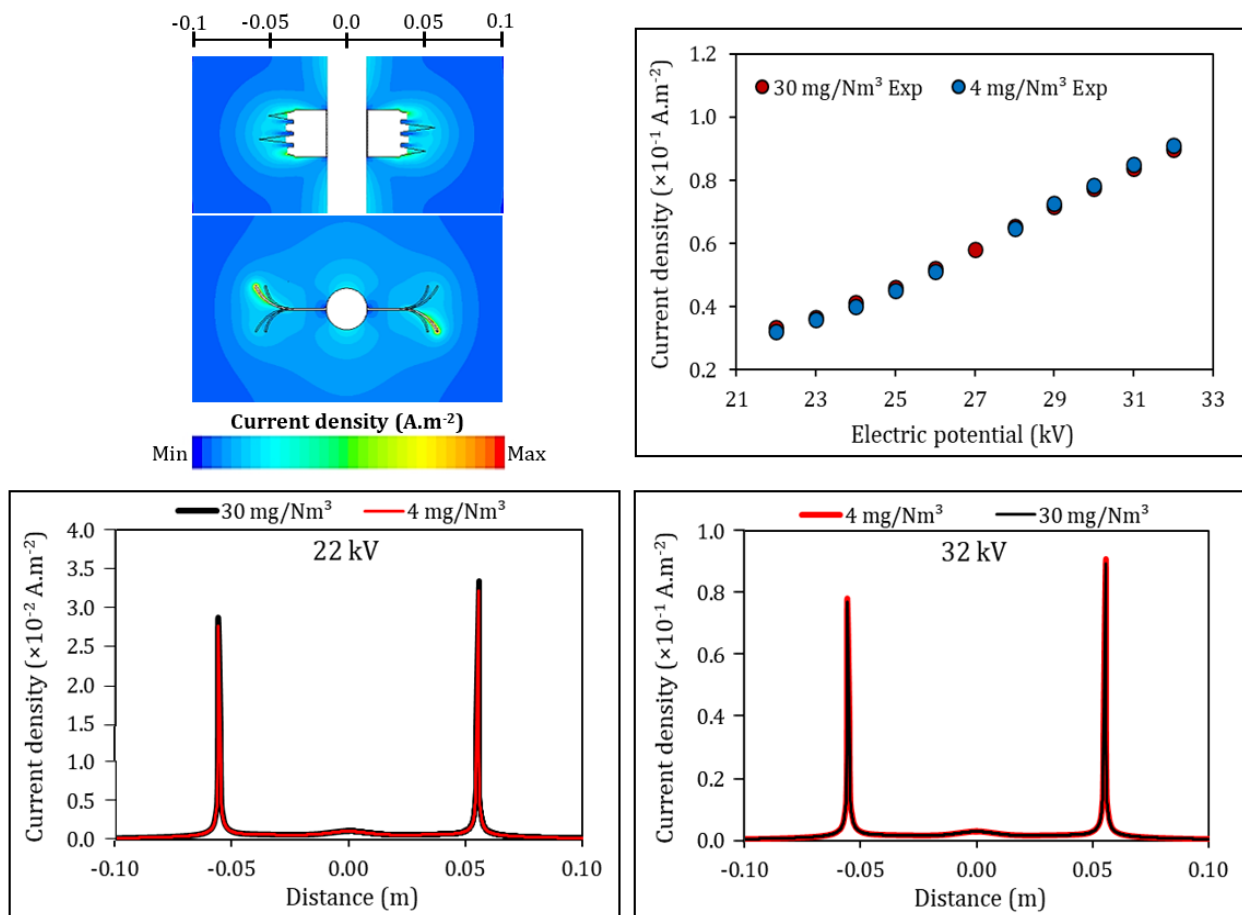 -0.1 -0.05 0.0 0.05 0.1
Current density (A.m⁻²)
Min Max
Current density (×10⁻¹ A.m⁻²)
1.2
1.0
0.8
0.6
0.4
0.2
30 mg/Nm³ Exp 4 mg/Nm³ Exp
21 23 25 27 29 31 33
Electric potential (kV)
30 mg/Nm³ 4 mg/Nm³
22 kV
Current density (×10⁻² A.m⁻²)
4.0
3.5
3.0
2.5
2.0
1.5
1.0
0.5
0.0
-0.10 -0.05 0.00 0.05 0.10
Distance (m)
4 mg/Nm³ 30 mg/Nm³
32 kV
Current density (×10⁻¹ A.m⁻²)
1.0
0.8
0.6
0.4
0.2
0.0
-0.10 -0.05 0.00 0.05 0.10
Distance (m)